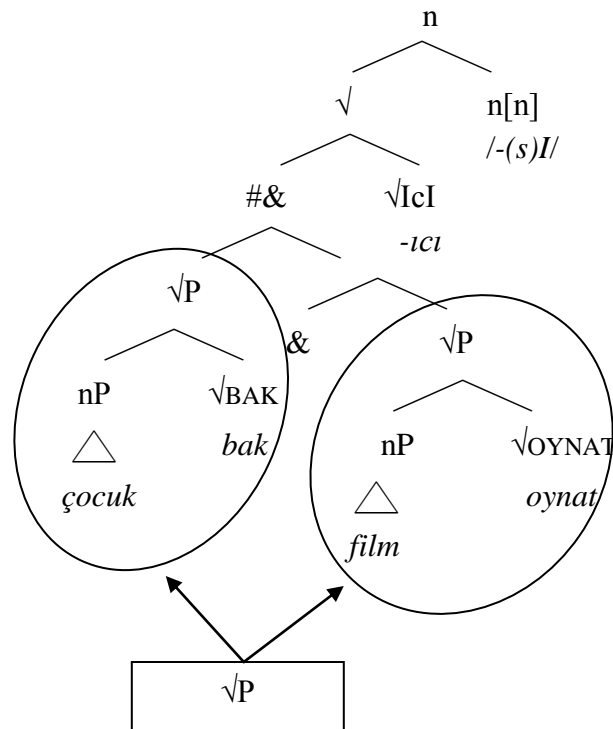 n
√ n[n]
/-(s)I/
#& √IcI
-ıcı
√P
& √P
nP √BAK
bak
nP √OYNAT
çocuk
oynat
film
√P